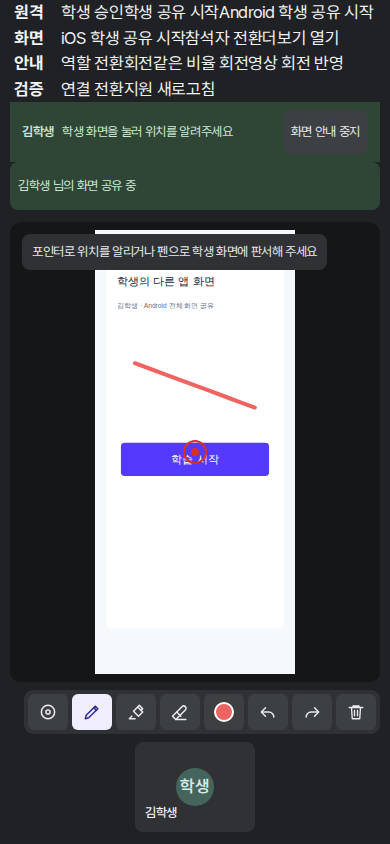 원격 학생 승인학생 공유 시작Android 학생 공유 시작
화면 iOS 학생 공유 시작참석자 전환더보기 열기
안내 역할 전환회전같은 비율 회전영상 회전 반영
검증 연결 전환지원 새로고침
김학생 학생 화면을 눌러 위치를 알려주세요 화면 안내 중지
김학생 님의 화면 공유 중
포인터로 위치를 알리거나 펜으로 학생 화면에 판서해 주세요
학생의 다른 앱 화면
김학생 · Android 전체 화면 공유
학습 시작
학생
김학생